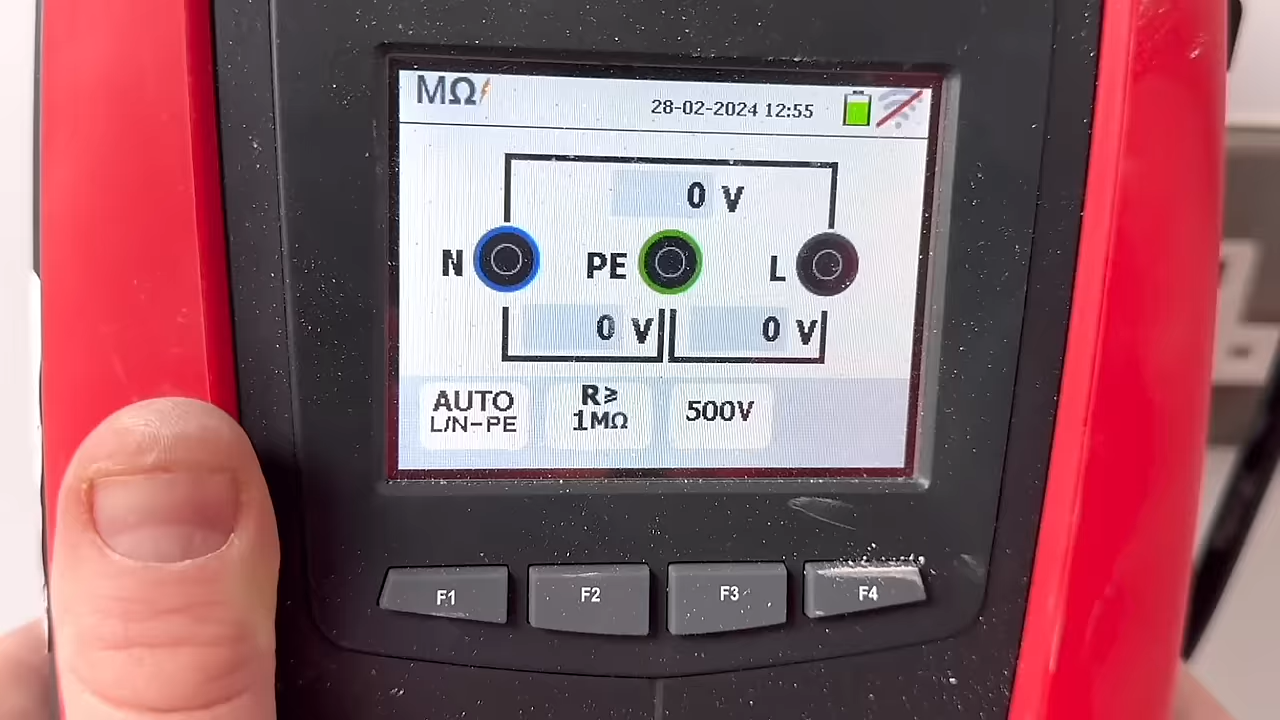 MΩ
28-02-2024 12:55
0 V
N PE L
0 V 0 V
AUTO
L/N-PE
R≥
1MΩ
500V
F1 F2 F3 F4